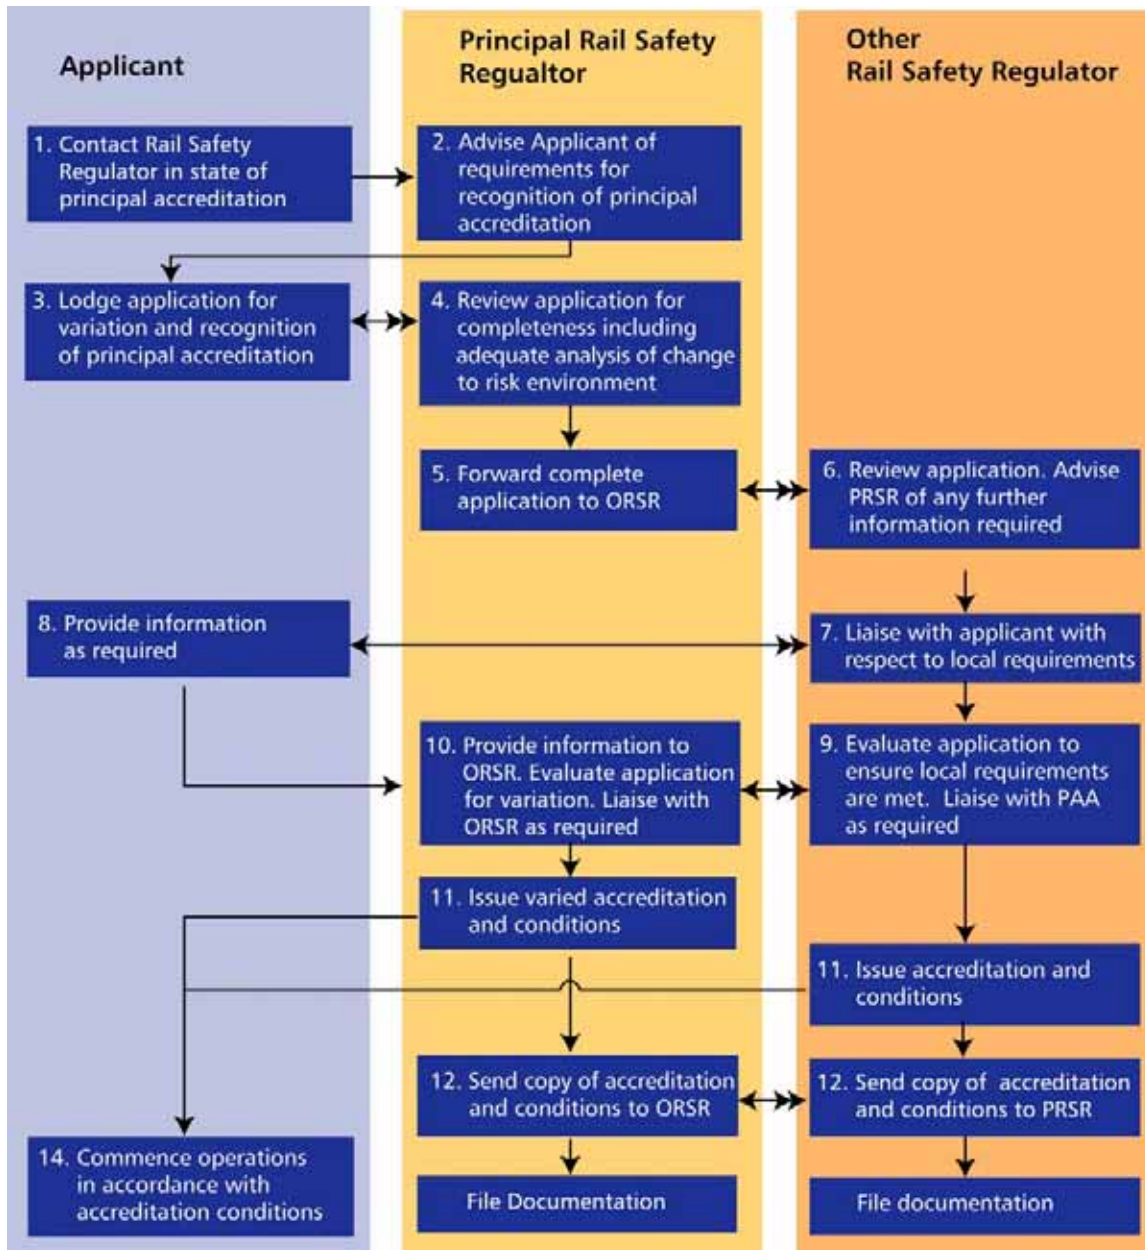 Applicant
Principal Rail Safety
Regualtor
Other
Rail Safety Regulator
1. Contact Rail Safety
Regulator in state of
principal accreditation
2. Advise Applicant of
requirements for
recognition of principal
accreditation
3. Lodge application for
variation and recognition
of principal accreditation
4. Review application for
completeness including
adequate analysis of change
to risk environment
5. Forward complete
application to ORSR
6. Review application. Advise
PRSR of any further
information required
8. Provide information
as required
7. Liaise with applicant with
respect to local requirements
10. Provide information to
ORSR. Evaluate application
for variation. Liaise with
ORSR as required
9. Evaluate application to
ensure local requirements
are met. Liaise with PAA
as required
11. Issue varied accreditation
and conditions
11. Issue accreditation and
conditions
12. Send copy of accreditation
and conditions to ORSR
12. Send copy of accreditation
and conditions to PRSR
14. Commence operations
in accordance with
accreditation conditions
File Documentation
File documentation